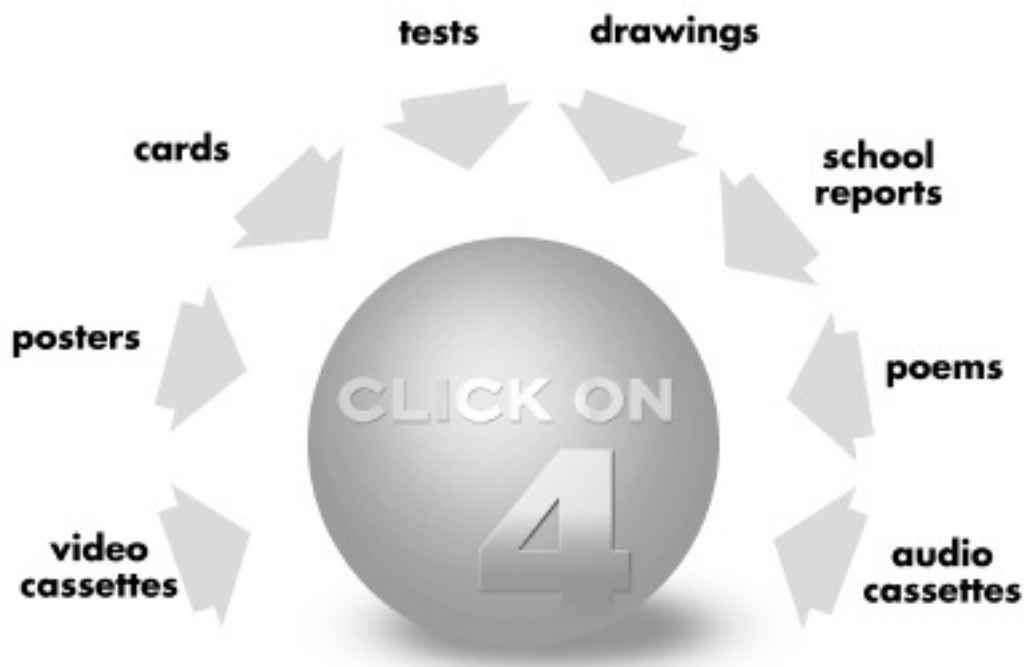 tests
drawings
cards
school
reports
posters
poems
CLICK ON
4
video
cassettes
audio
cassettes